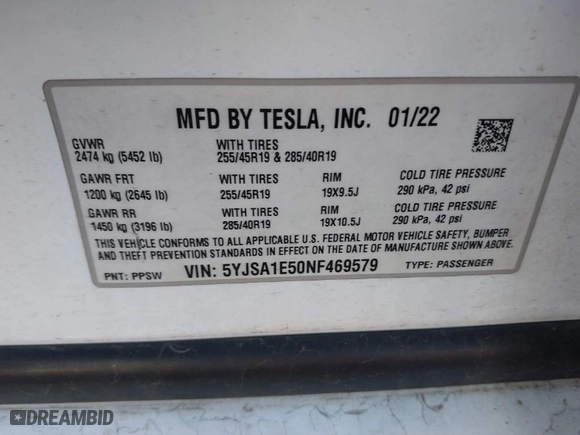 MFD BY TESLA, INC. 01/22
GVWR WITH TIRES
2474 kg (5452 lb) 255/45R19 & 285/40R19
GAWR FRT WITH TIRES RIM COLD TIRE PRESSURE
1200 kg (2645 lb) 255/45R19 19X9.5J 290 kPa, 42 psi
GAWR RR WITH TIRES RIM COLD TIRE PRESSURE
1450 kg (3196 lb) 285/40R19 19X10.5J 290 kPa, 42 psi
THIS VEHICLE CONFORMS TO ALL APPLICABLE U.S. FEDERAL MOTOR VEHICLE SAFETY, BUMPER
AND THEFT PREVENTION STANDARDS IN EFFECT ON THE DATE OF MANUFACTURE SHOWN ABOVE.
PNT: PPSW VIN: 5YJSA1E50NF469579 TYPE: PASSENGER
DREAMBID